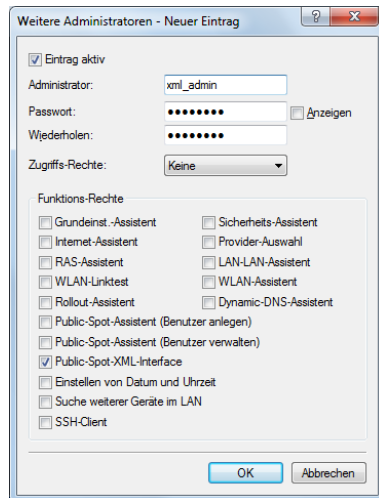 Weitere Administratoren - Neuer Eintrag
Eintrag aktiv
Administrator: xml_admin
Passwort: ●●●●●●●● Anzeigen
Wiederholen: ●●●●●●●●
Zugriffs-Rechte: Keine
Funktions-Rechte
Grundeinst.-Assistent Sicherheits-Assistent
Internet-Assistent Provider-Auswahl
RAS-Assistent LAN-LAN-Assistent
WLAN-Linktest WLAN-Assistent
Rollout-Assistent Dynamic-DNS-Assistent
Public-Spot-Assistent (Benutzer anlegen)
Public-Spot-Assistent (Benutzer verwalten)
Public-Spot-XML-Interface
Einstellen von Datum und Uhrzeit
Suche weiterer Geräte im LAN
SSH-Client
OK Abbrechen